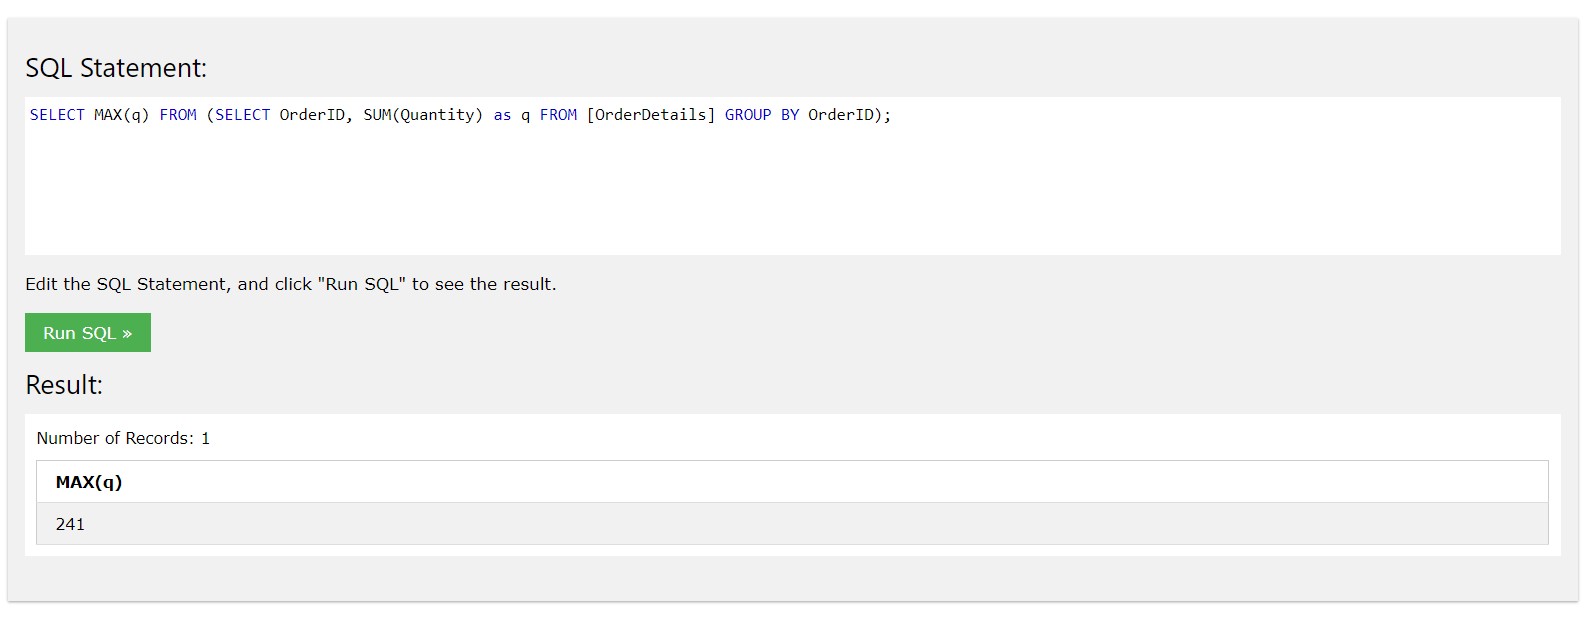 SQL Statement:
SELECT MAX(q) FROM (SELECT OrderID, SUM(Quantity) as q FROM [OrderDetails] GROUP BY OrderID);
Edit the SQL Statement, and click "Run SQL" to see the result.
Run SQL »
Result:
Number of Records: 1
MAX(q)
241